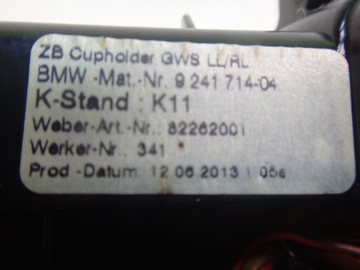 ZB Cupholder GWS LL/RL
BMW -Mat.-Nr. 9 241 714-04
K-Stand : K11
Weber-Art.-Nr.: 82262001
Werker-Nr.: 341
Prod -Datum: 12 06 2013 |